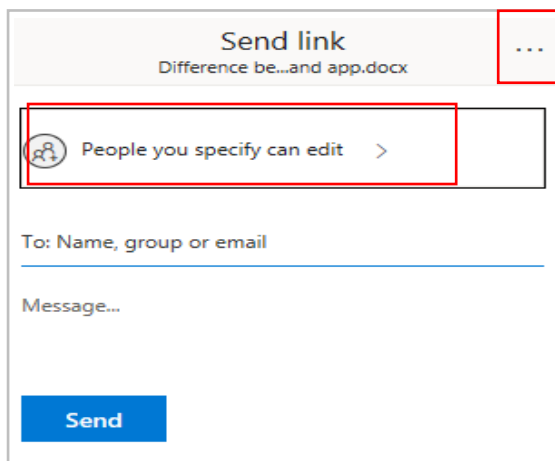 Send link
...
Difference be...and app.docx
People you specify can edit >
To: Name, group or email
Message...
Send